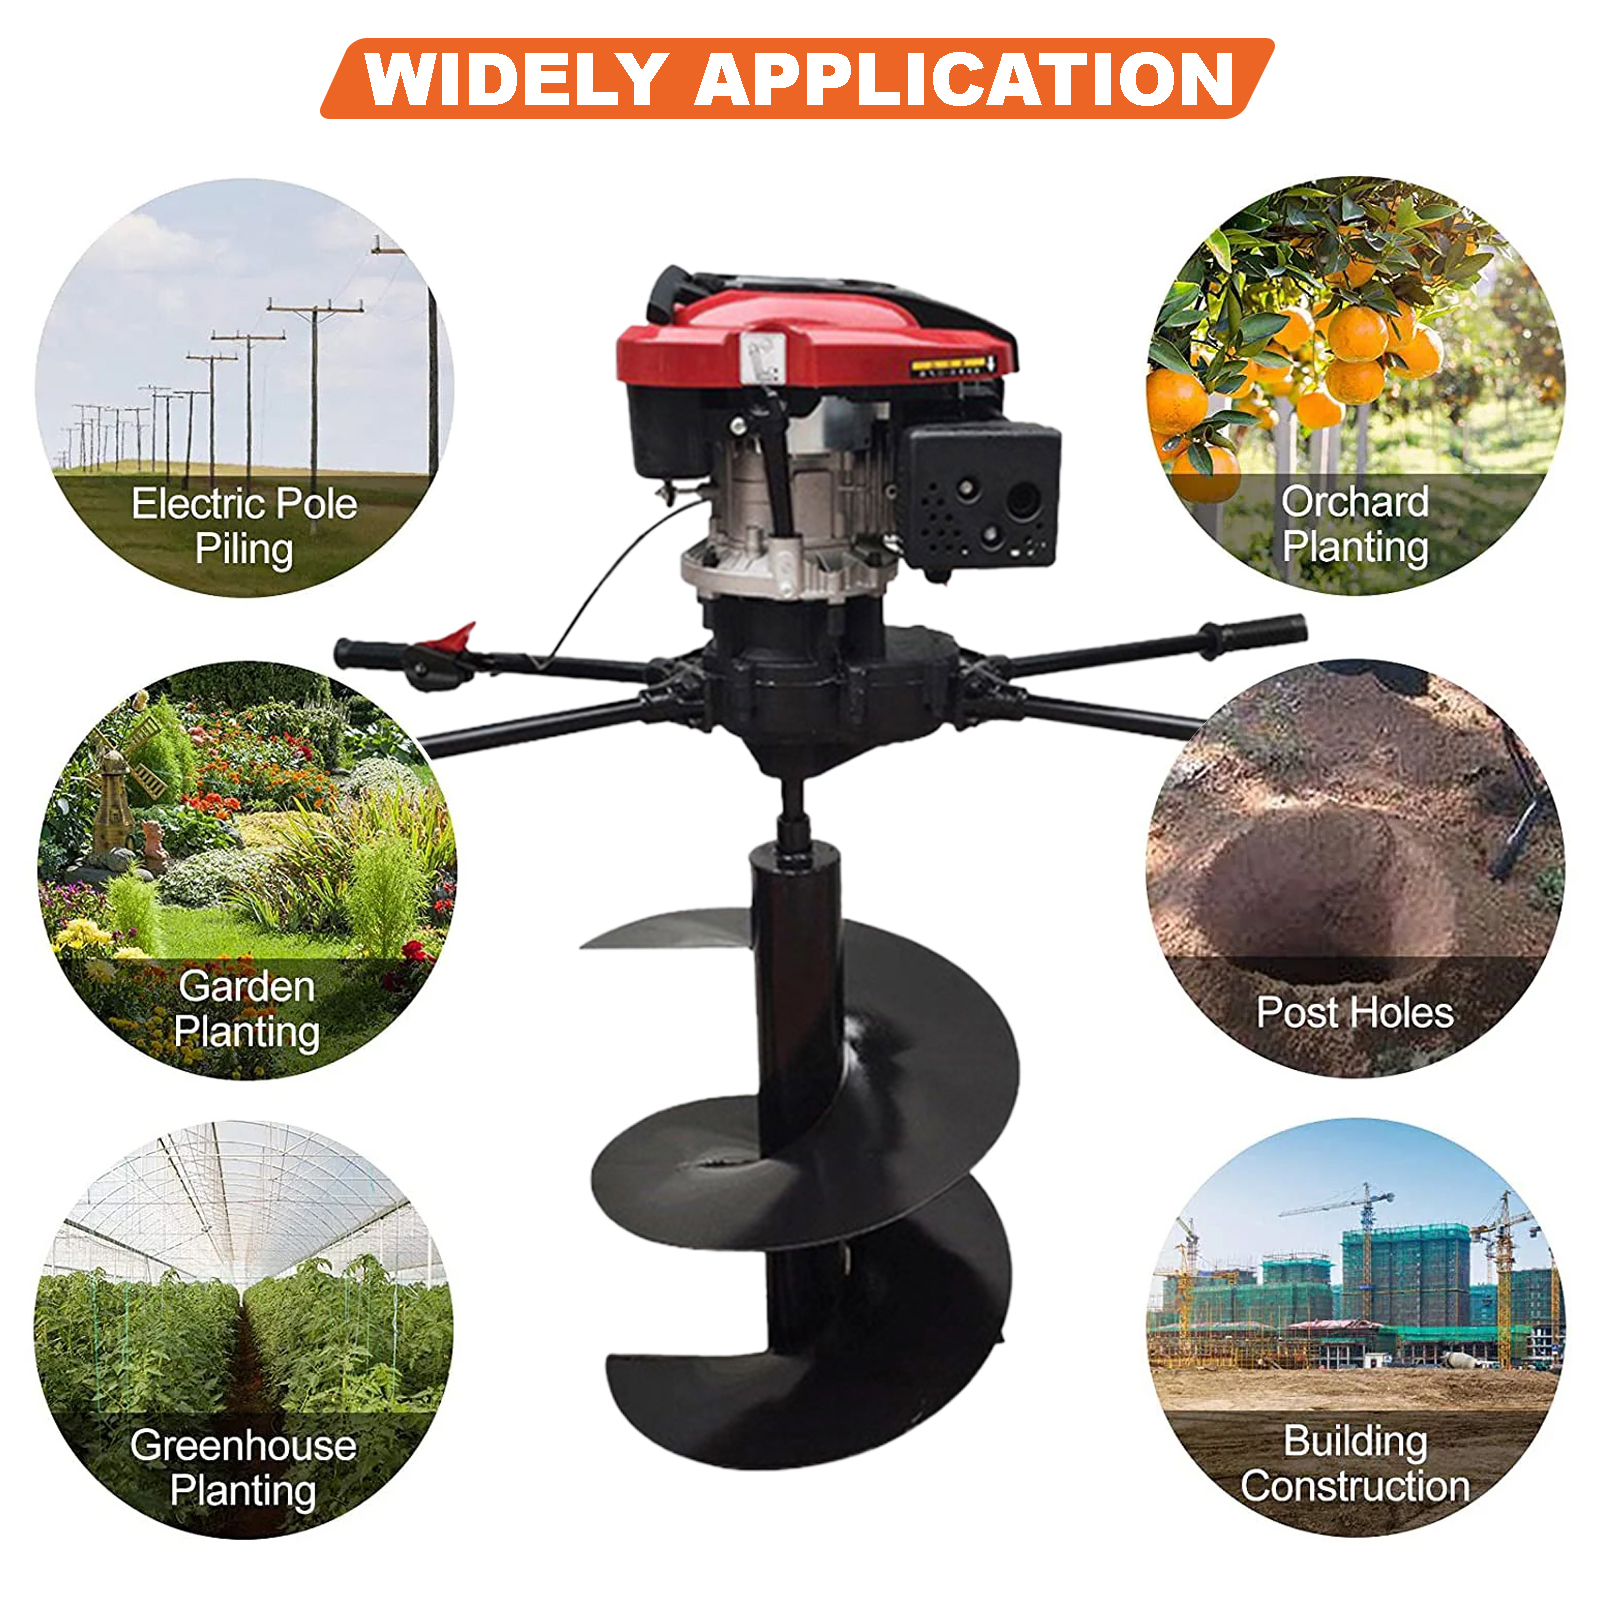 WIDELY APPLICATION
Electric Pole
Piling
Orchard
Planting
Garden
Planting
Post Holes
Greenhouse
Planting
Building
Construction